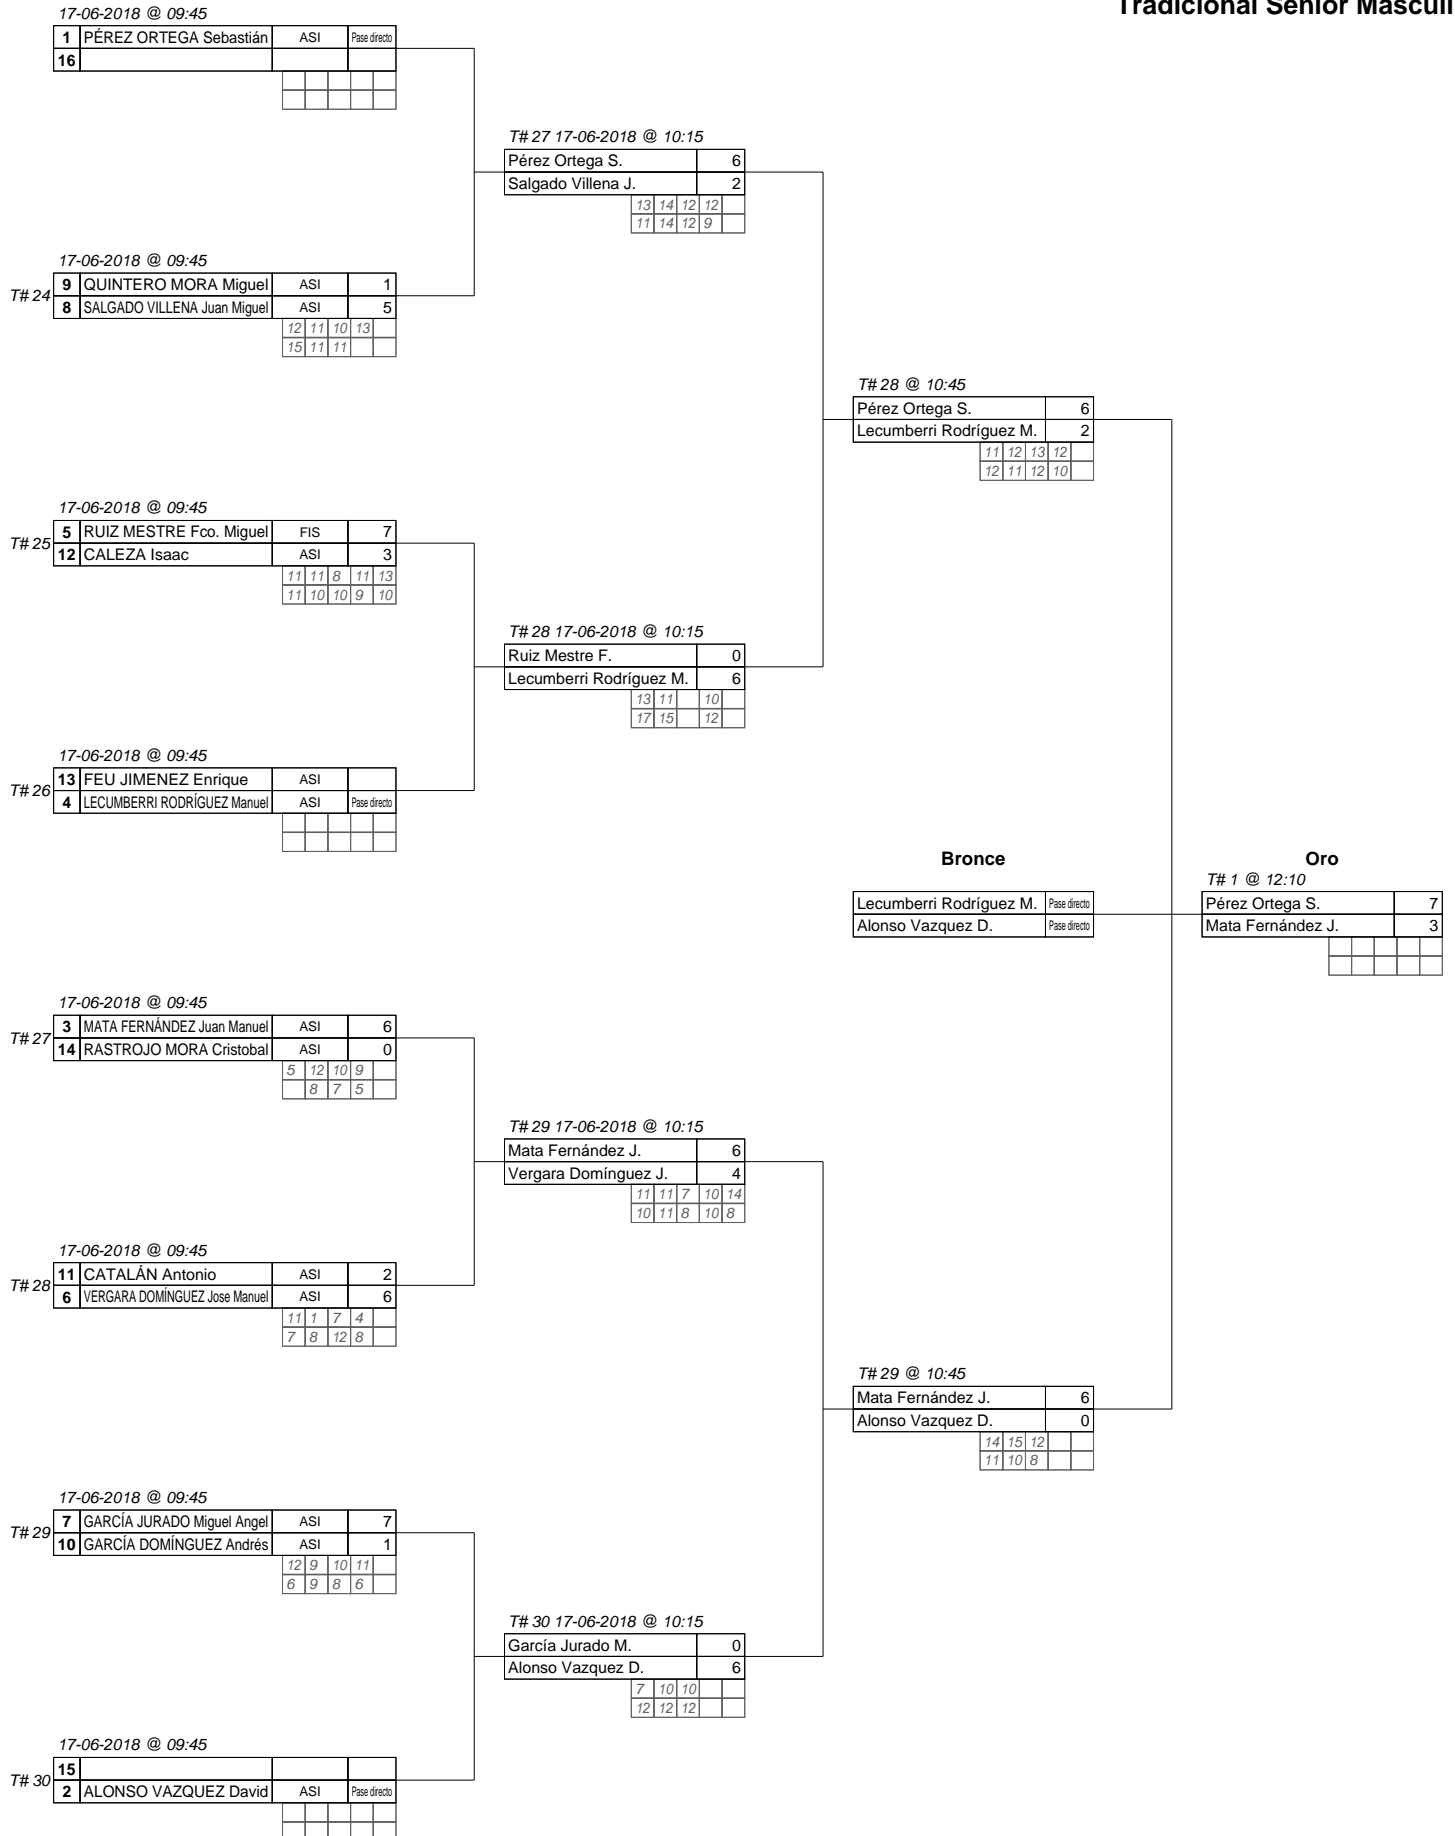 Tradicional Senior Masculi
17-06-2018 @ 09:45
1 PÉREZ ORTEGA Sebastián ASI Pase directo
16
T# 27 17-06-2018 @ 10:15
Pérez Ortega S. 6
Salgado Villena J. 2
13 14 12 12
11 14 12 9
17-06-2018 @ 09:45
T# 24
9 QUINTERO MORA Miguel ASI 1
8 SALGADO VILLENA Juan Miguel ASI 5
12 11 10 13
15 11 11
T# 28 @ 10:45
Pérez Ortega S. 6
Lecumberri Rodríguez M. 2
11 12 13 12
12 11 12 10
17-06-2018 @ 09:45
T# 25
5 RUIZ MESTRE Fco. Miguel FIS 7
12 CALEZA Isaac ASI 3
11 11 8 11 13
11 10 10 9 10
T# 28 17-06-2018 @ 10:15
Ruiz Mestre F. 0
Lecumberri Rodríguez M. 6
13 11 10
17 15 12
17-06-2018 @ 09:45
T# 26
13 FEU JIMENEZ Enrique ASI
4 LECUMBERRI RODRÍGUEZ Manuel ASI Pase directo
Bronce
Lecumberri Rodríguez M. Pase directo
Alonso Vazquez D. Pase directo
Oro
T# 1 @ 12:10
Pérez Ortega S. 7
Mata Fernández J. 3
17-06-2018 @ 09:45
T# 27
3 MATA FERNÁNDEZ Juan Manuel ASI 6
14 RASTROJO MORA Cristobal ASI 0
5 12 10 9
8 7 5
T# 29 17-06-2018 @ 10:15
Mata Fernández J. 6
Vergara Domínguez J. 4
11 11 7 10 14
10 11 8 10 8
17-06-2018 @ 09:45
T# 28
11 CATALÁN Antonio ASI 2
6 VERGARA DOMÍNGUEZ Jose Manuel ASI 6
11 1 7 4
7 8 12 8
T# 29 @ 10:45
Mata Fernández J. 6
Alonso Vazquez D. 0
14 15 12
11 10 8
17-06-2018 @ 09:45
T# 29
7 GARCÍA JURADO Miguel Angel ASI 7
10 GARCÍA DOMÍNGUEZ Andrés ASI 1
12 9 10 11
6 9 8 6
T# 30 17-06-2018 @ 10:15
García Jurado M. 0
Alonso Vazquez D. 6
7 10 10
12 12 12
17-06-2018 @ 09:45
T# 30
15
2 ALONSO VAZQUEZ David ASI Pase directo